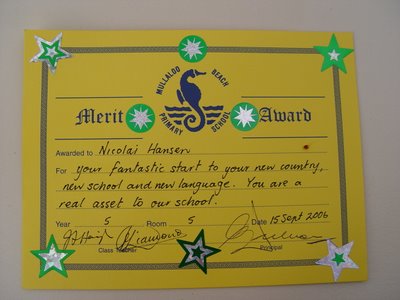 MULLALOO BEACH
PRIMARY SCHOOL
Merit Award
Awarded to Nicolai Hansen
For your fantastic start to your new country,
new school and new language. You are a
real asset to our school.
Year 5 Room 5 Date 15 Sept 2006
Class Teacher Principal